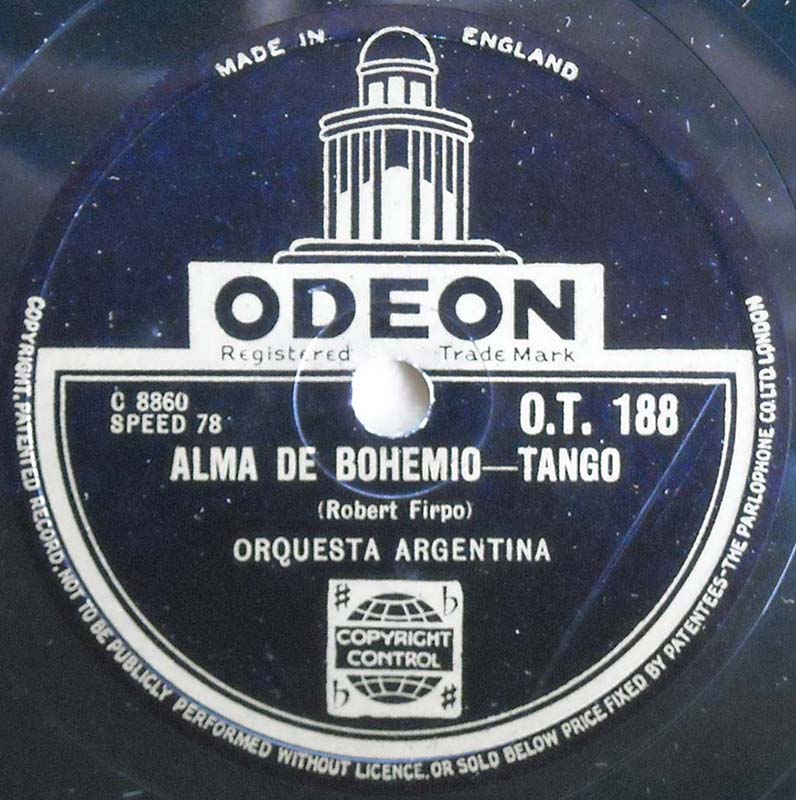 MADE IN ENGLAND
ODEON
Registered Trade Mark
C 8860
SPEED 78
O.T. 188
ALMA DE BOHEMIO—TANGO
(Robert Firpo)
ORQUESTA ARGENTINA
♯ ♭
COPYRIGHT
CONTROL
♭ ♯
COPYRIGHT, PATENTED RECORD, NOT TO BE PUBLICLY PERFORMED WITHOUT LICENCE, OR SOLD BELOW PRICE FIXED BY PATENTEES-THE PARLOPHONE CO. LTD. LONDON